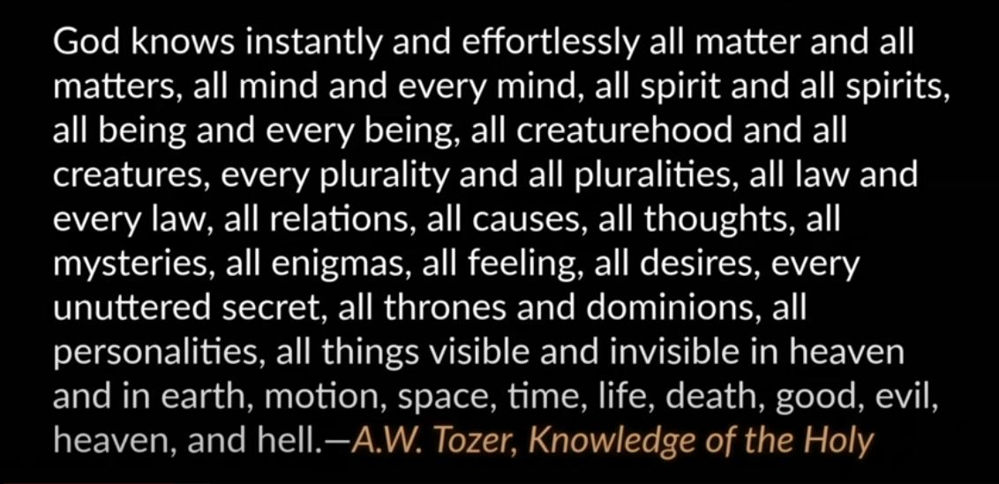 God knows instantly and effortlessly all matter and all
matters, all mind and every mind, all spirit and all spirits,
all being and every being, all creaturehood and all
creatures, every plurality and all pluralities, all law and
every law, all relations, all causes, all thoughts, all
mysteries, all enigmas, all feeling, all desires, every
unuttered secret, all thrones and dominions, all
personalities, all things visible and invisible in heaven
and in earth, motion, space, time, life, death, good, evil,
heaven, and hell.—A.W. Tozer, Knowledge of the Holy